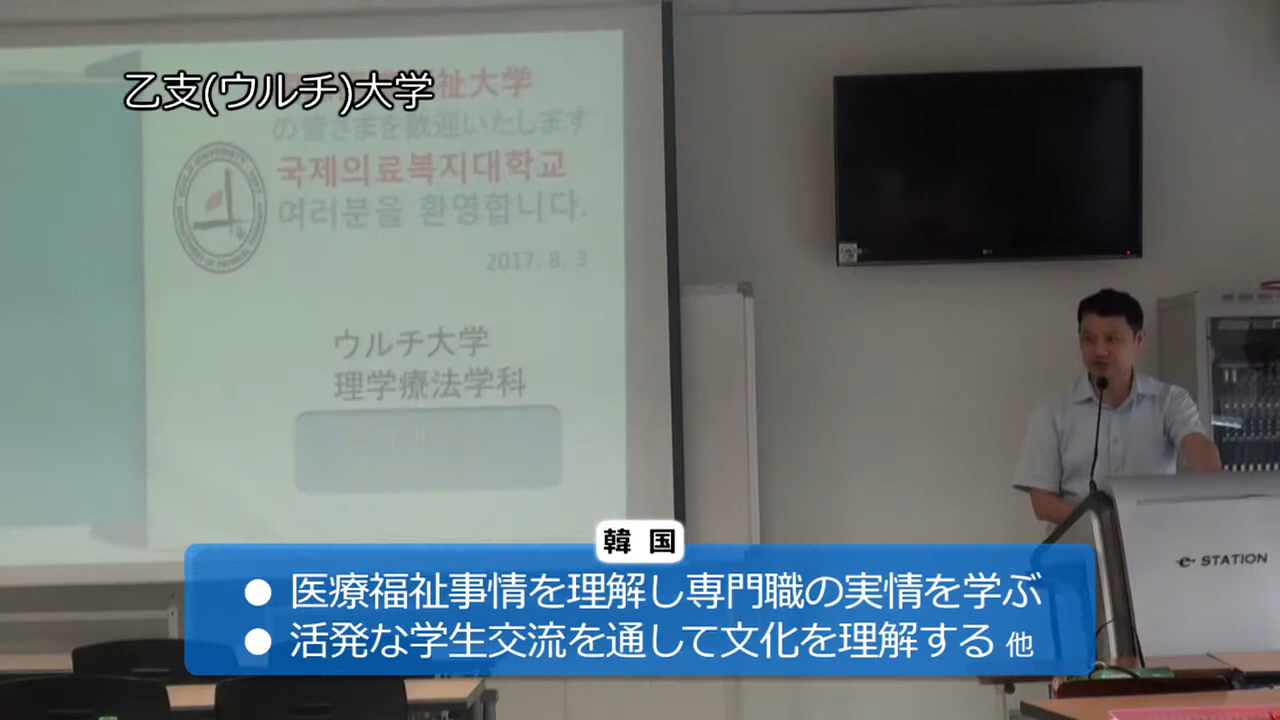 乙支(ウルチ)大学
祉大学
の皆さまを歓迎いたします
국제의료복지대학교
여러분을 환영합니다.
2017. 8. 3
ウルチ大学
理学療法学科
e-STATION
韓国
● 医療福祉事情を理解し専門職の実情を学ぶ
● 活発な学生交流を通して文化を理解する 他